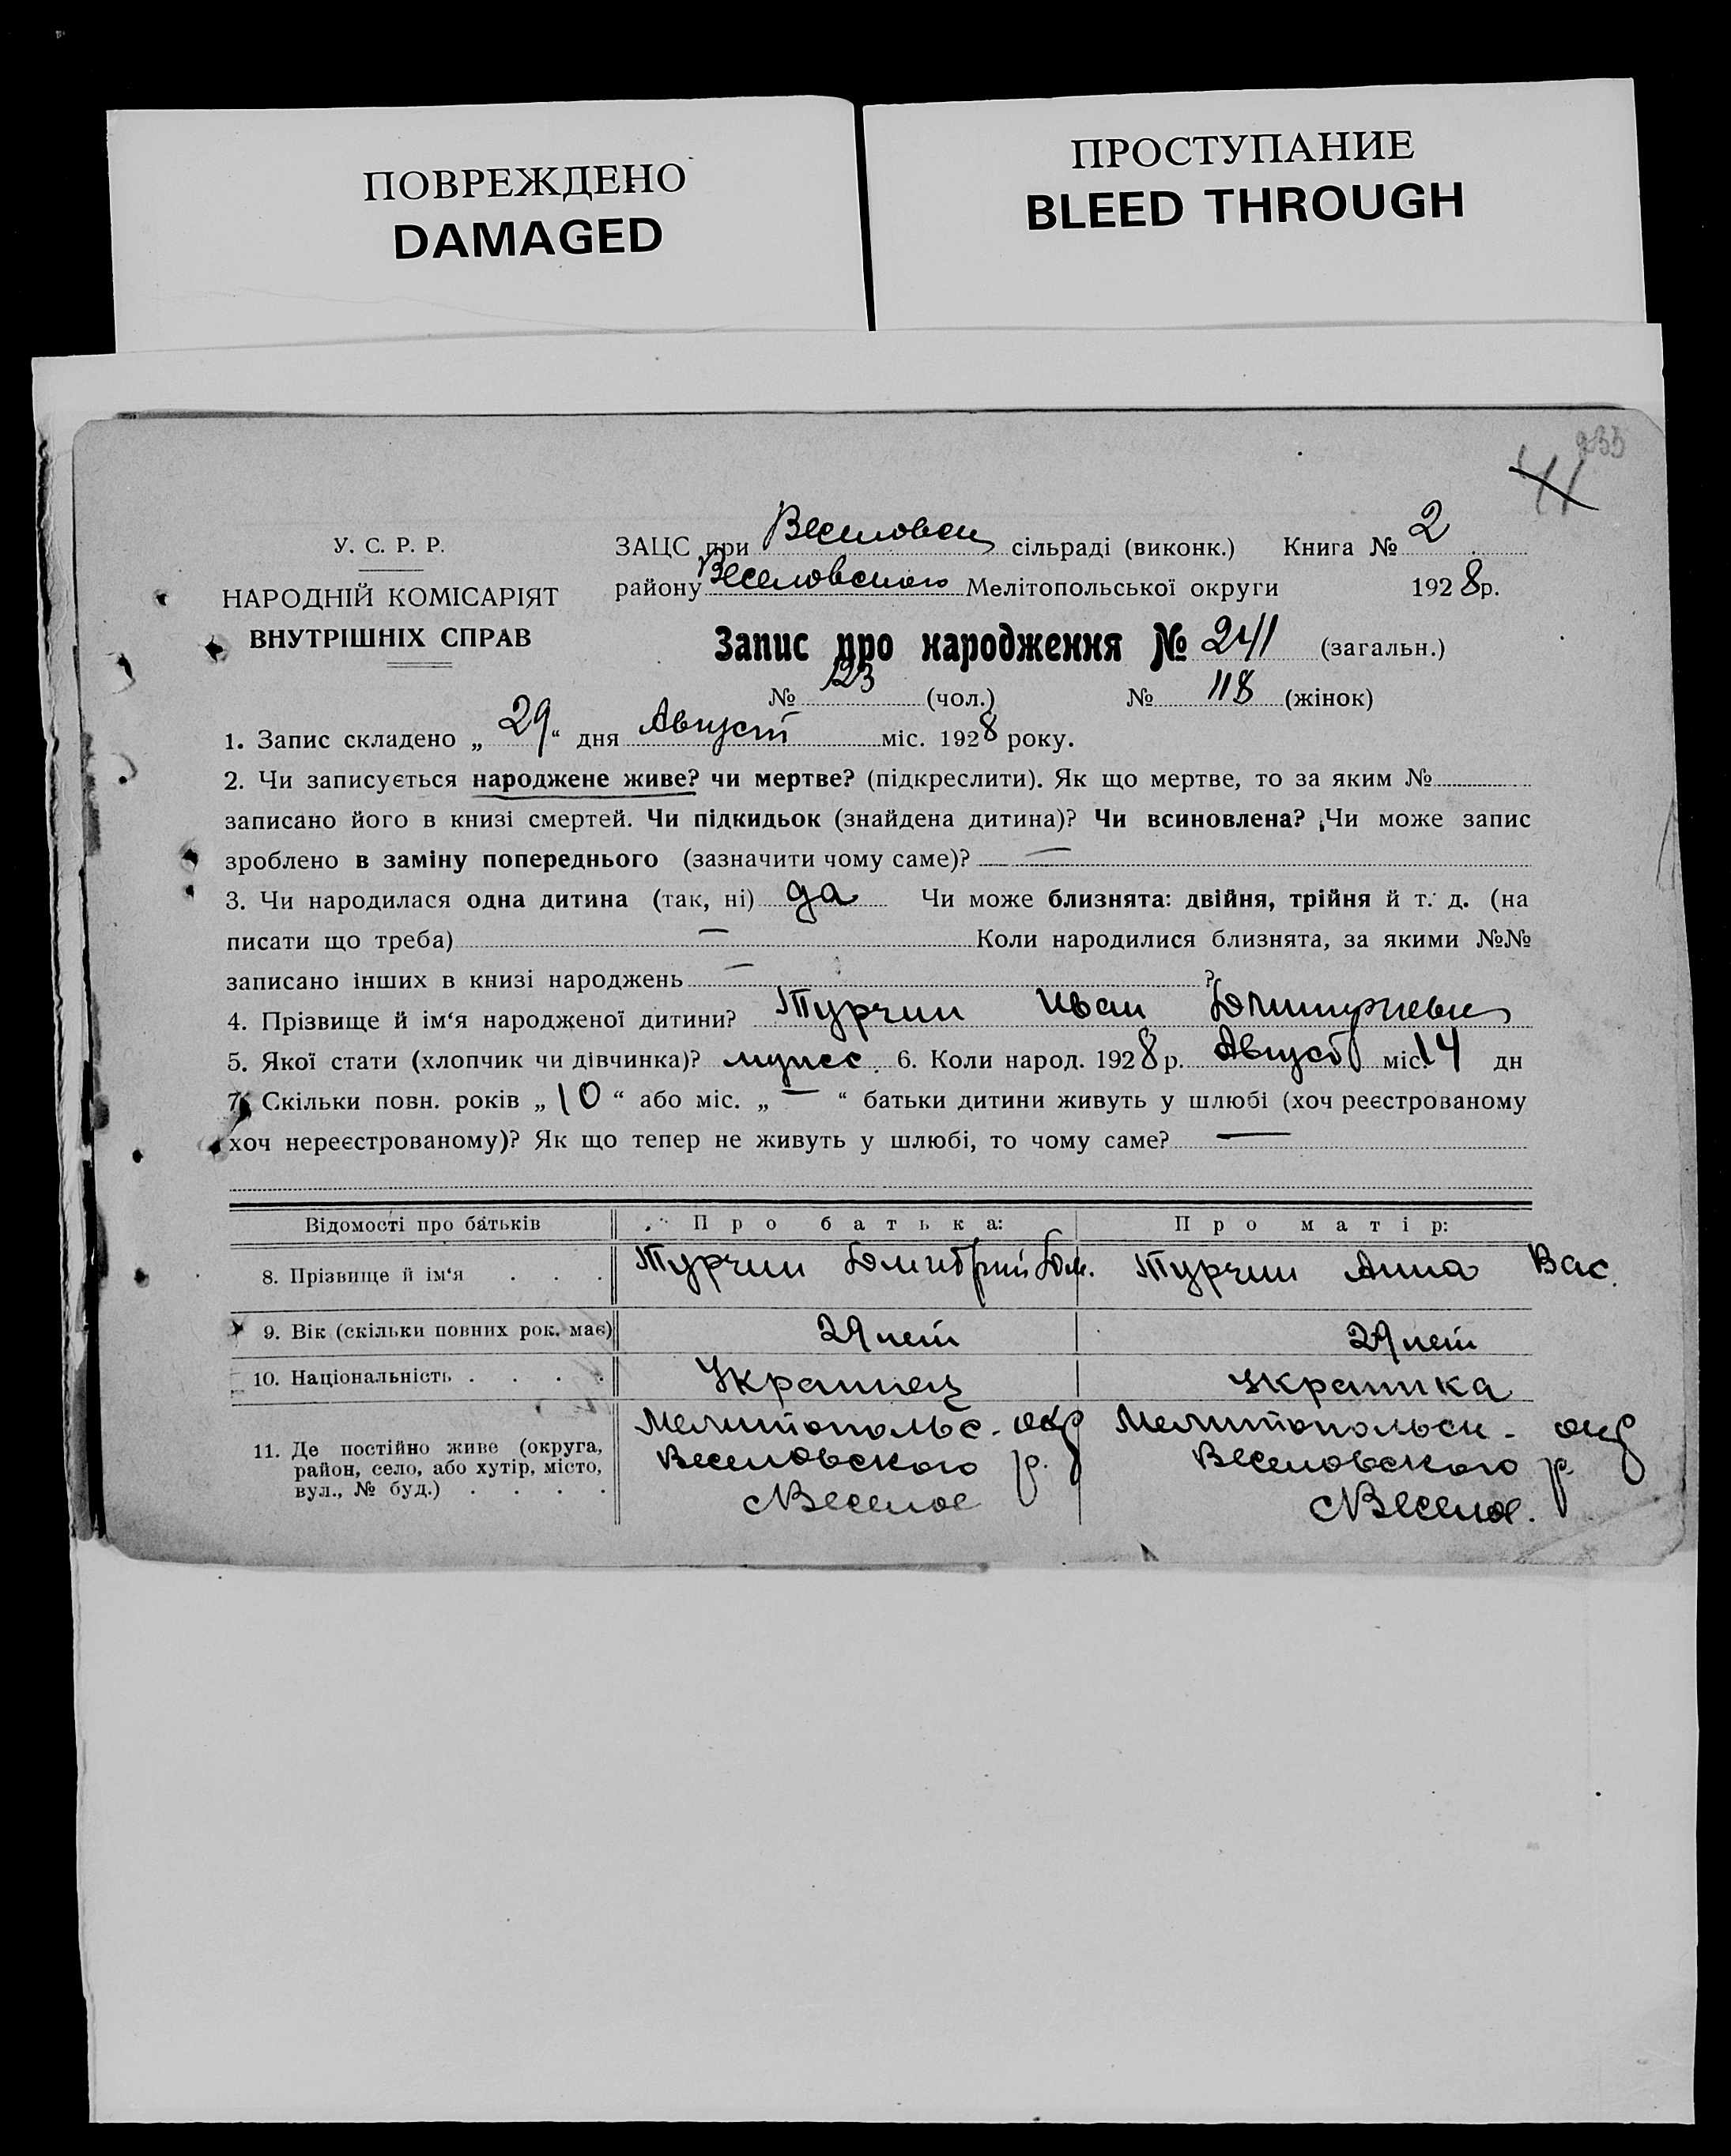 ПОВРЕЖДЕНО
DAMAGED
ПРОСТУПАНИЕ
BLEED THROUGH
233
41
У. С. Р. Р.
НАРОДНІЙ КОМІСАРІЯТ
ВНУТРІШНІХ СПРАВ
ЗАЦС при Веселовск сільраді (виконк.) Книга № 2
району Веселовского Мелітопольської округи 1928р.
Запис про народження № 241 (загальн.)
№ 123 (чол.) № 118 (жінок)
1. Запис складено „ 29 “ дня Август міс. 1928 року.
2. Чи записується народжене живе? чи мертве? (підкреслити). Як що мертве, то за яким №
записано його в книзі смертей. Чи підкидьок (знайдена дитина)? Чи всиновлена? Чи може запис
зроблено в заміну попереднього (зазначити чому саме)? —
3. Чи народилася одна дитина (так, ні) да Чи може близнята: двійня, трійня й т. д. (на
писати що треба) — Коли народилися близнята, за якими №№
записано інших в книзі народжень — ?
4. Прізвище й ім‘я народженої дитини? Турчин Иван Дмитриевич
5. Якої стати (хлопчик чи дівчинка)? мужес. 6. Коли народ. 1928р. Август міс. 14 дн
7. Скільки повн. років „ 10 “ або міс. „ — “ батьки дитини живуть у шлюбі (хоч реєстрованому
хоч нереєстрованому)? Як що тепер не живуть у шлюбі, то чому саме? —
Відомості про батьків Про батька: Про матір:
8. Прізвище й ім‘я . . . Турчин Дмитрий Дм. Турчин Анна Вас.
9. Вік (скільки повних рок. має) 29 лет 29 лет
10. Національність . . . . Украинец Украинка
11. Де постійно живе (округа, район, село, або хутір, місто, вул., № буд.) . . . .
Мелитопольс. окр Мелитопольск. окр
Веселовского р. Веселовского р.
с Веселое с Веселое.